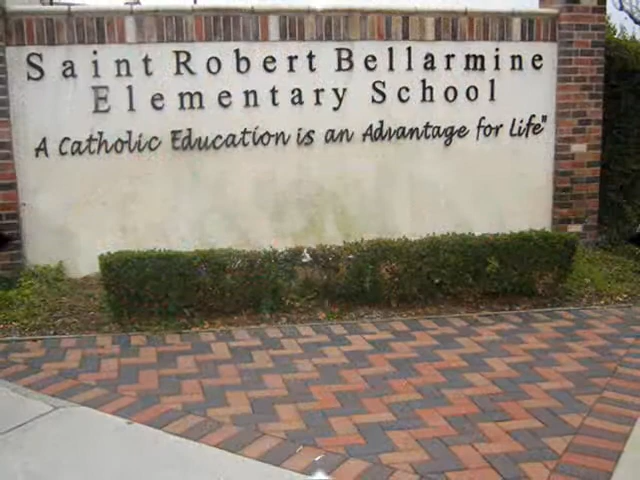 Saint Robert Bellarmine
Elementary School
A Catholic Education is an Advantage for Life"